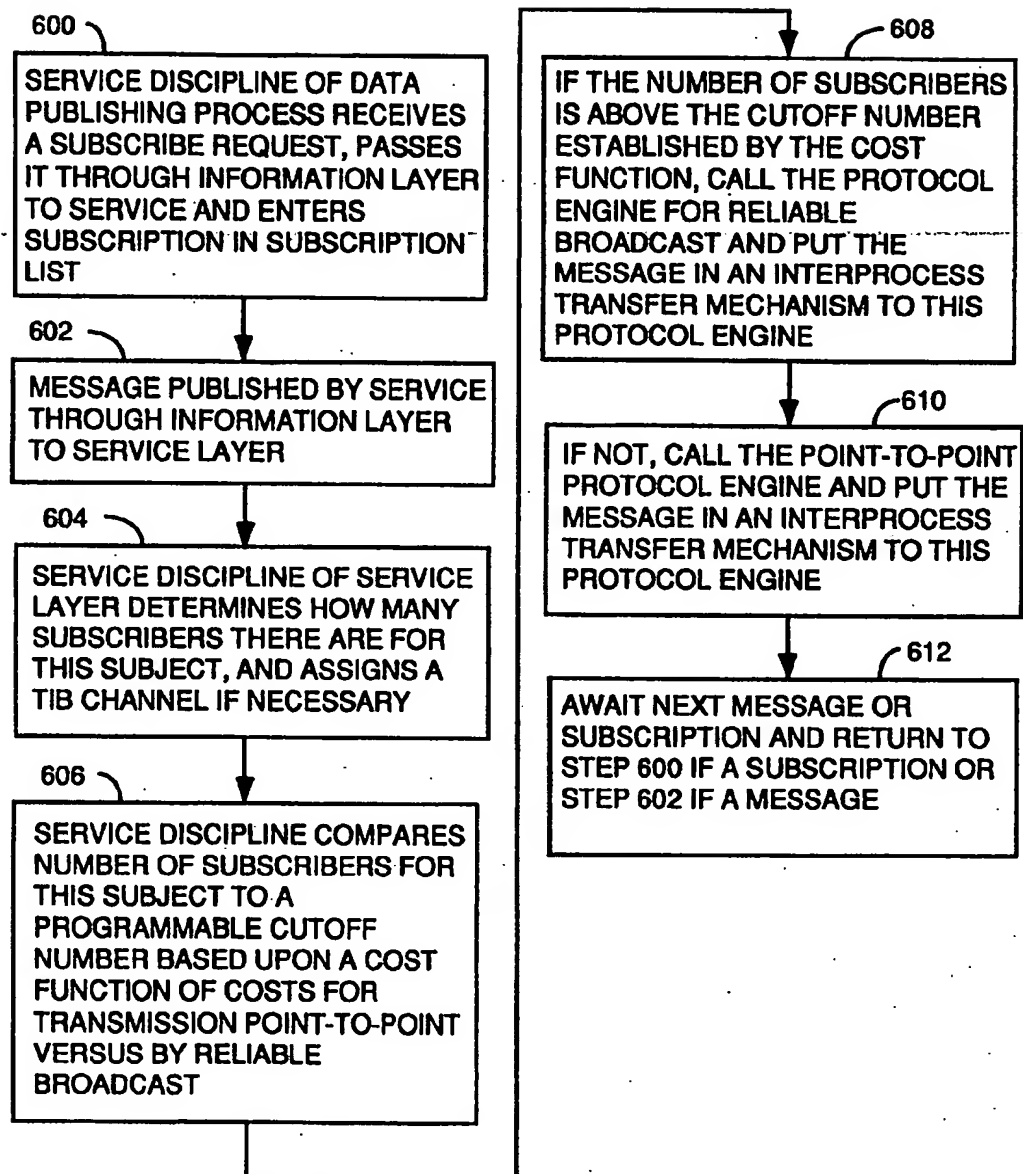 600
SERVICE DISCIPLINE OF DATA
PUBLISHING PROCESS RECEIVES
A SUBSCRIBE REQUEST, PASSES
IT THROUGH INFORMATION LAYER
TO SERVICE AND ENTERS
SUBSCRIPTION IN SUBSCRIPTION
LIST
602
MESSAGE PUBLISHED BY SERVICE
THROUGH INFORMATION LAYER
TO SERVICE LAYER
604
SERVICE DISCIPLINE OF SERVICE
LAYER DETERMINES HOW MANY
SUBSCRIBERS THERE ARE FOR
THIS SUBJECT, AND ASSIGNS A
TIB CHANNEL IF NECESSARY
606
SERVICE DISCIPLINE COMPARES
NUMBER OF SUBSCRIBERS FOR
THIS SUBJECT TO A
PROGRAMMABLE CUTOFF
NUMBER BASED UPON A COST
FUNCTION OF COSTS FOR
TRANSMISSION POINT-TO-POINT
VERSUS BY RELIABLE
BROADCAST
608
IF THE NUMBER OF SUBSCRIBERS
IS ABOVE THE CUTOFF NUMBER
ESTABLISHED BY THE COST
FUNCTION, CALL THE PROTOCOL
ENGINE FOR RELIABLE
BROADCAST AND PUT THE
MESSAGE IN AN INTERPROCESS
TRANSFER MECHANISM TO THIS
PROTOCOL ENGINE
610
IF NOT, CALL THE POINT-TO-POINT
PROTOCOL ENGINE AND PUT THE
MESSAGE IN AN INTERPROCESS
TRANSFER MECHANISM TO THIS
PROTOCOL ENGINE
612
AWAIT NEXT MESSAGE OR
SUBSCRIPTION AND RETURN TO
STEP 600 IF A SUBSCRIPTION OR
STEP 602 IF A MESSAGE